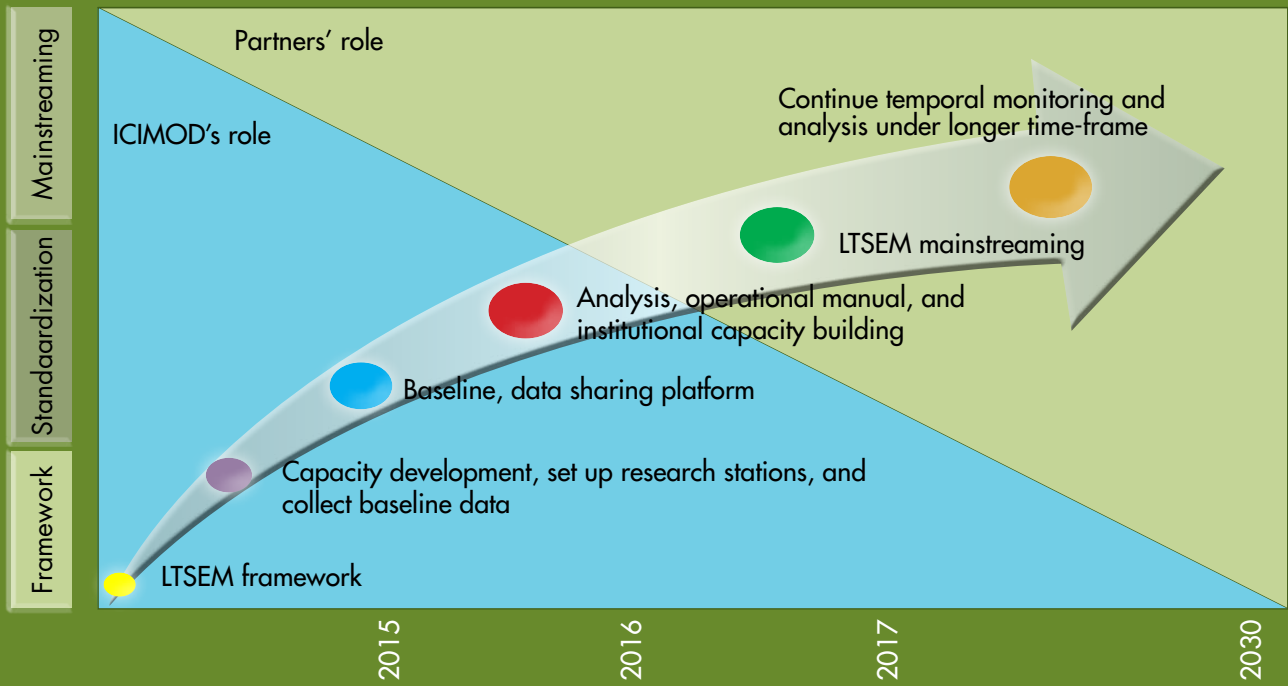 Mainstreaming
Standaardization
Framework
Partners’ role
ICIMOD’s role
Continue temporal monitoring and
analysis under longer time-frame
LTSEM mainstreaming
Analysis, operational manual, and
institutional capacity building
Baseline, data sharing platform
Capacity development, set up research stations, and
collect baseline data
LTSEM framework
2015
2016
2017
2030